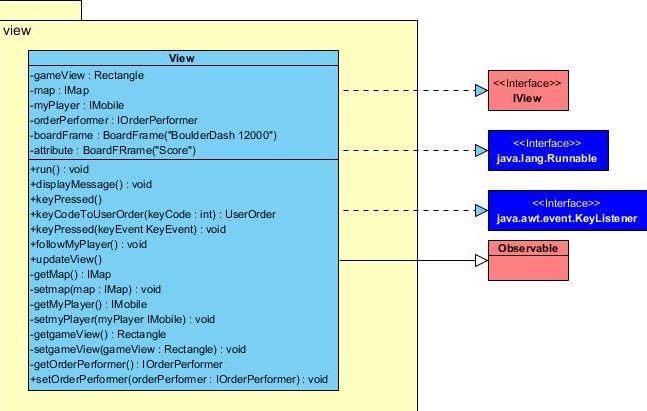 view
View
-gameView : Rectangle
-map : IMap
-myPlayer : IMobile
-orderPerformer : IOrderPerformer
-boardFrame : BoardFrame("BoulderDash 12000")
-attribute : BoardFRrame("Score")
+run() : void
+displayMessage() : void
+keyPressed()
+keyCodeToUserOrder(keyCode : int) : UserOrder
+keyPressed(keyEvent KeyEvent) : void
+followMyPlayer() : void
+updateView()
-getMap() : IMap
-setmap(map : IMap) : void
-getMyPlayer() : IMobile
-setmyPlayer(myPlayer IMobile) : void
-getgameView() : Rectangle
-setgameView(gameView : Rectangle) : void
-getOrderPerformer() : IOrderPerformer
+setOrderPerformer(orderPerformer : IOrderPerformer) : void
<<Interface>>
IView
<<Interface>>
java.lang.Runnable
<<Interface>>
java.awt.event.KeyListener
Observable